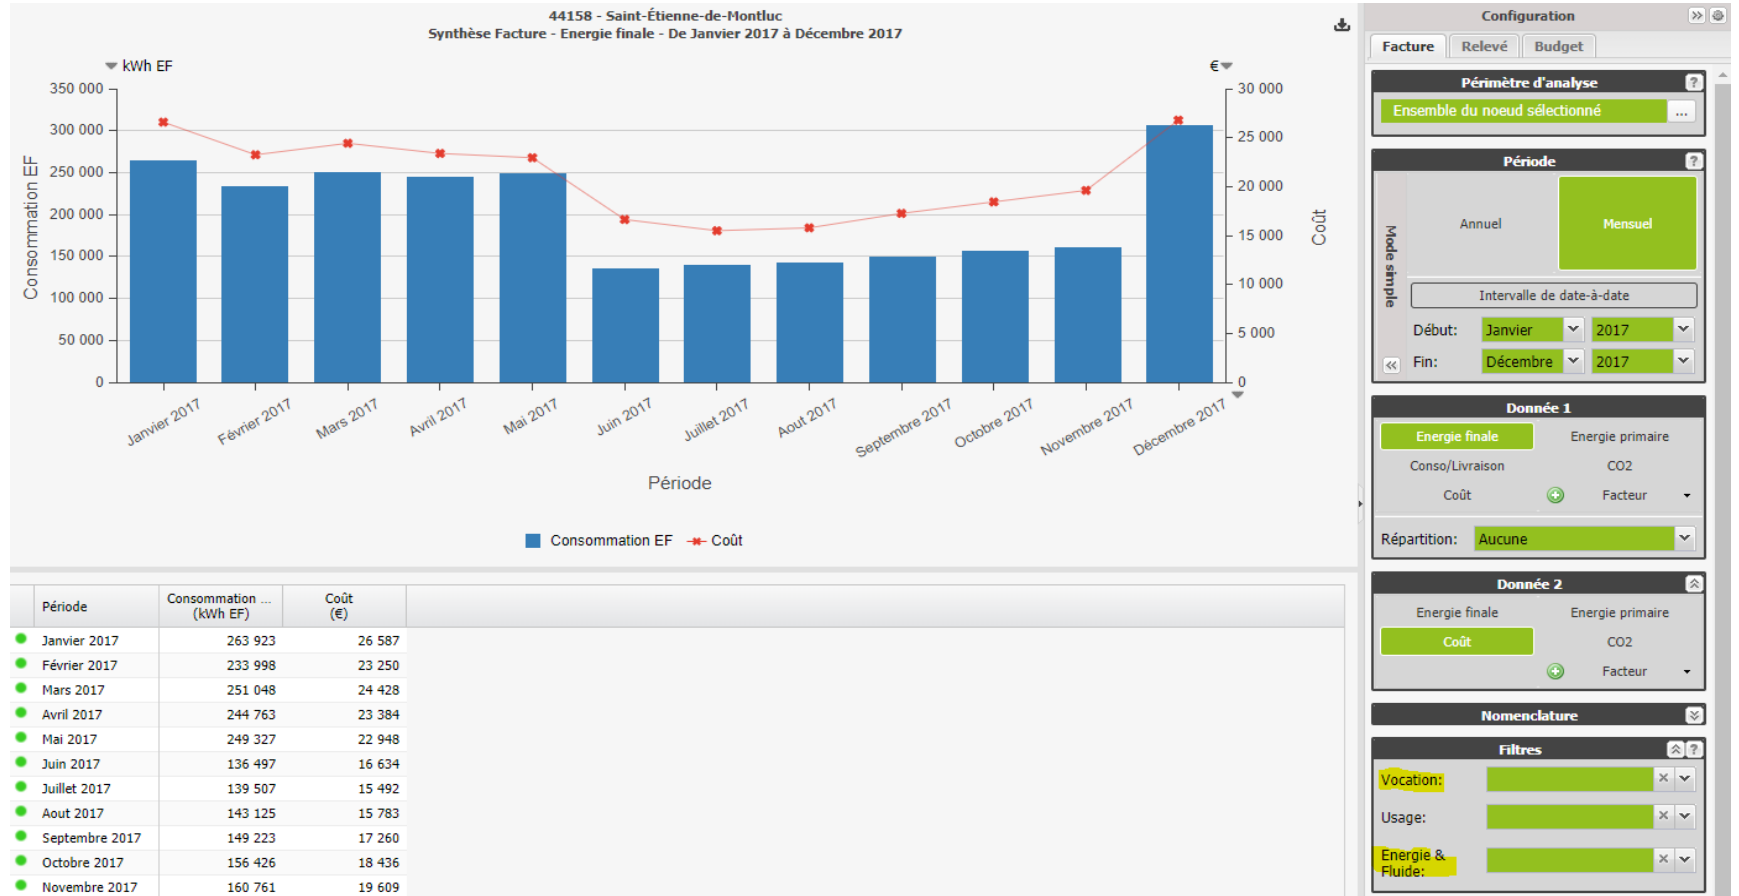 44158 - Saint-Étienne-de-Montluc
Synthèse Facture - Energie finale - De Janvier 2017 à Décembre 2017
kWh EF
€
350 000
300 000
250 000
200 000
150 000
100 000
50 000
0
Consommation EF
30 000
25 000
20 000
15 000
10 000
5 000
0
Coût
Janvier 2017
Février 2017
Mars 2017
Avril 2017
Mai 2017
Juin 2017
Juillet 2017
Aout 2017
Septembre 2017
Octobre 2017
Novembre 2017
Décembre 2017
Période
Consommation EF
Coût
Période Consommation ... (kWh EF) Coût (€)
Janvier 2017 263 923 26 587
Février 2017 233 998 23 250
Mars 2017 251 048 24 428
Avril 2017 244 763 23 384
Mai 2017 249 327 22 948
Juin 2017 136 497 16 634
Juillet 2017 139 507 15 492
Aout 2017 143 125 15 783
Septembre 2017 149 223 17 260
Octobre 2017 156 426 18 436
Novembre 2017 160 761 19 609
Configuration
Facture Relevé Budget
Périmètre d'analyse ?
Ensemble du noeud sélectionné ...
Période ?
Mode simple
Annuel Mensuel
Intervalle de date-à-date
Début: Janvier 2017
Fin: Décembre 2017
Donnée 1
Energie finale Energie primaire
Conso/Livraison CO2
Coût Facteur
Répartition: Aucune
Donnée 2
Energie finale Energie primaire
Coût CO2
Facteur
Nomenclature
Filtres ?
Vocation:
Usage:
Energie &
Fluide: